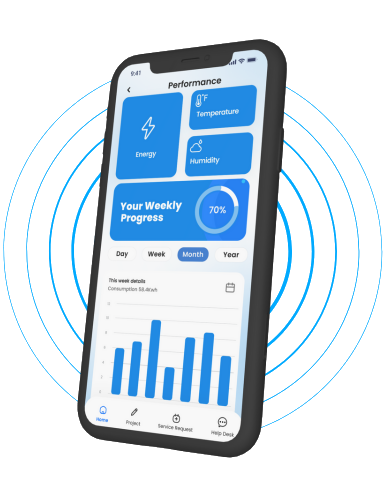 9:41
Performance
°F
Energy
Temperature
Humidity
Your Weekly
Progress
70%
Day Week Month Year
This week details
Consumption 58.4Kwh
Home Project Service Request Help Desk